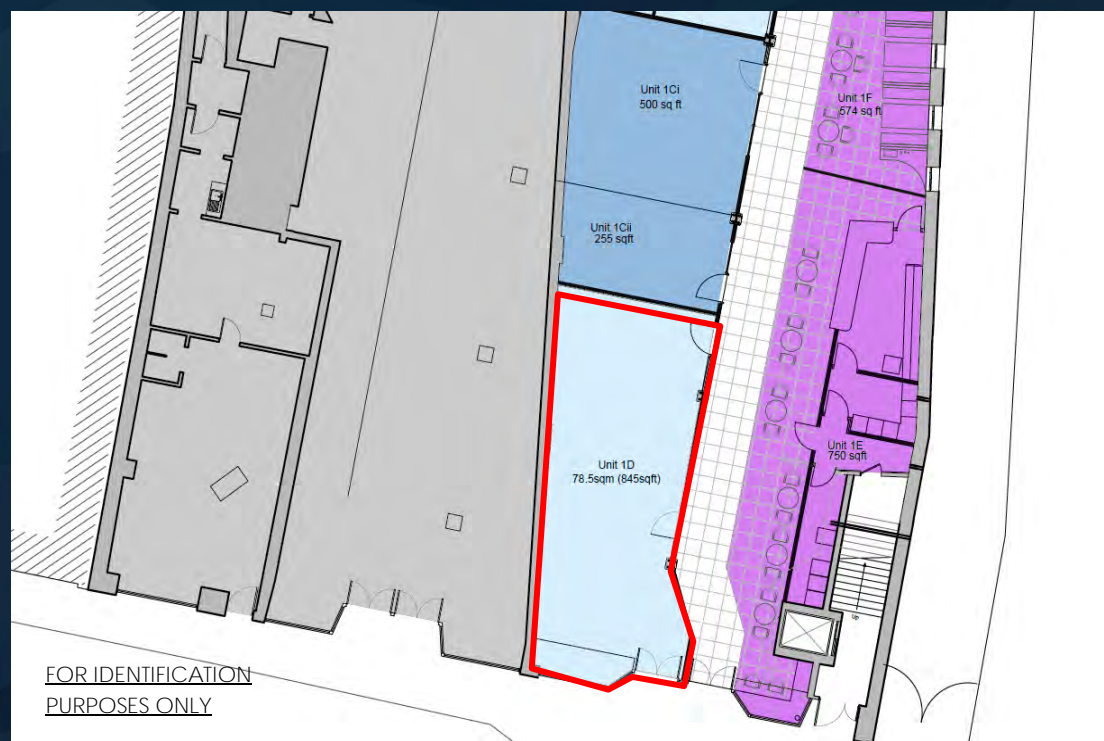 Unit 1Ci
500 sq ft
Unit 1F
574 sq ft
Unit 1Cii
255 sqft
Unit 1E
750 sqft
Unit 1D
78.5sqm (845sqft)
FOR IDENTIFICATION
PURPOSES ONLY